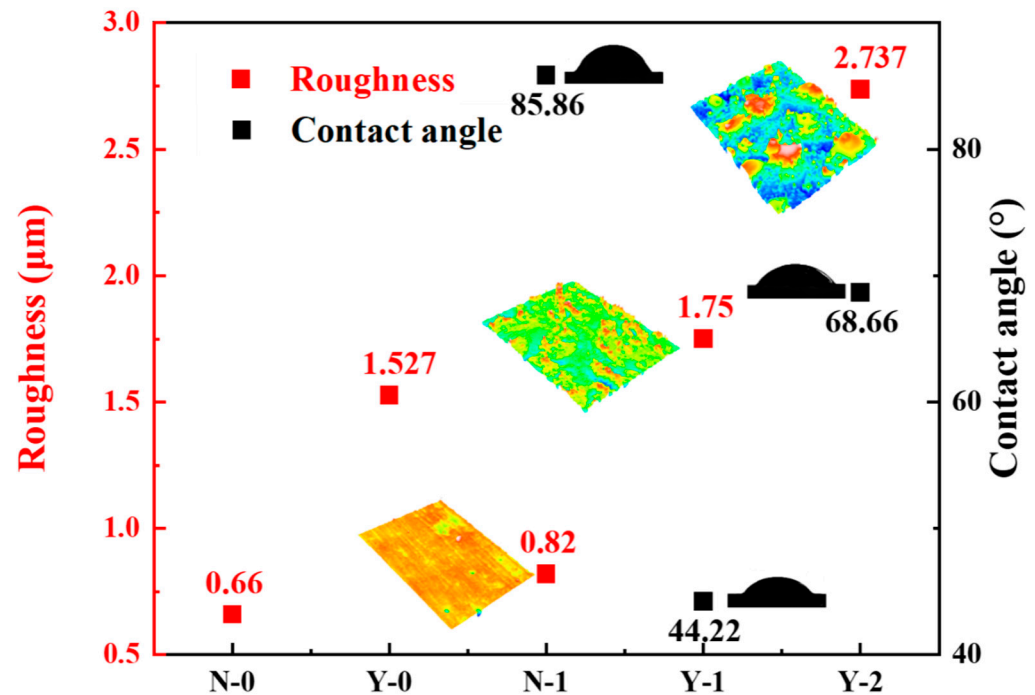 Roughness
Contact angle
Roughness (μm)
3.0
2.5
2.0
1.5
1.0
0.5
Contact angle (°)
80
60
40
0.66
1.527
0.82
1.75
2.737
85.86
44.22
68.66
N-0
Y-0
N-1
Y-1
Y-2